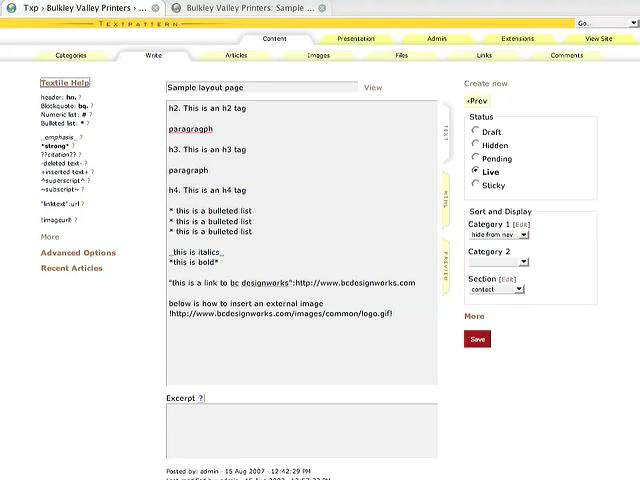 Txp › Bulkley Valley Printers › ...
Bulkley Valley Printers: Sample ...
TEXTPATTERN
Go...
Content
Presentation
Admin
Extensions
View Site
Categories
Write
Articles
Images
Files
Links
Comments
Textile Help
header: hn. ?
Blockquote: bq. ?
Numeric list: # ?
Bulleted list: * ?
_emphasis_ ?
*strong* ?
??citation?? ?
-deleted text- ?
+inserted text+ ?
^superscript^ ?
~subscript~ ?
"linktext":url ?
!imageurl! ?
More
Advanced Options
Recent Articles
Sample layout page
View
h2. This is an h2 tag
paragragph
h3. This is an h3 tag
paragraph
h4. This is an h4 tag
* this is a bulleted list
* this is a bulleted list
* this is a bulleted list
_this is italics_
*this is bold*
"this is a link to bc designworks":http://www.bcdesignworks.com
below is how to insert an external image
!http://www.bcdesignworks.com/images/common/logo.gif!
Excerpt ?
Posted by: admin · 15 Aug 2007 · 12:42:29 PM
TEXT
HTML
PREVIEW
Create new
‹Prev
Status
Draft
Hidden
Pending
Live
Sticky
Sort and Display
Category 1 [Edit]
hide from nav
Category 2
Section [Edit]
contact
More
Save